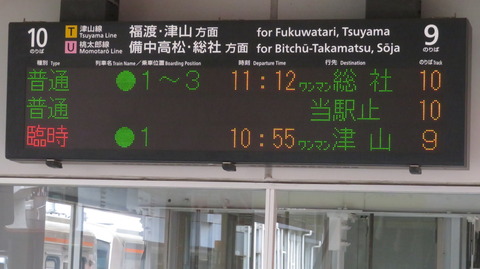 10 のりば T 津山線 Tsuyama Line 福渡・津山 方面 for Fukuwatari, Tsuyama 9 のりば
U 桃太郎線 Momotarō Line 備中高松・総社 方面 for Bitchū-Takamatsu, Sōja
種別 Type 列車名 Train Name／乗車位置 Boarding Position 時刻 Departure Time 行先 Destination のりば Track
普通 ●1～3 11:12 ワンマン 総社 10
普通 当駅止 10
臨時 ●1 10:55 ワンマン 津山 9